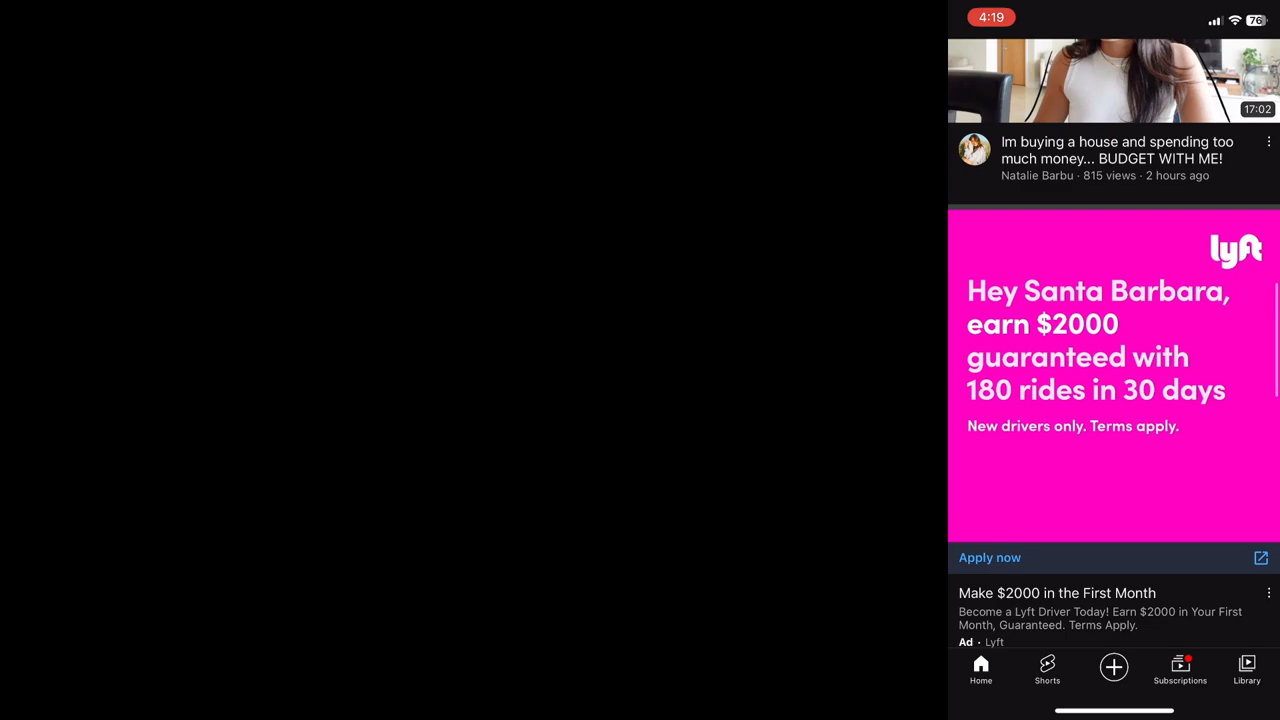 4:19
76
17:02
Im buying a house and spending too
much money... BUDGET WITH ME!
Natalie Barbu · 815 views · 2 hours ago
lyft
Hey Santa Barbara,
earn $2000
guaranteed with
180 rides in 30 days
New drivers only. Terms apply.
Apply now
Make $2000 in the First Month
Become a Lyft Driver Today! Earn $2000 in Your First
Month, Guaranteed. Terms Apply.
Ad · Lyft
Home Shorts Subscriptions Library